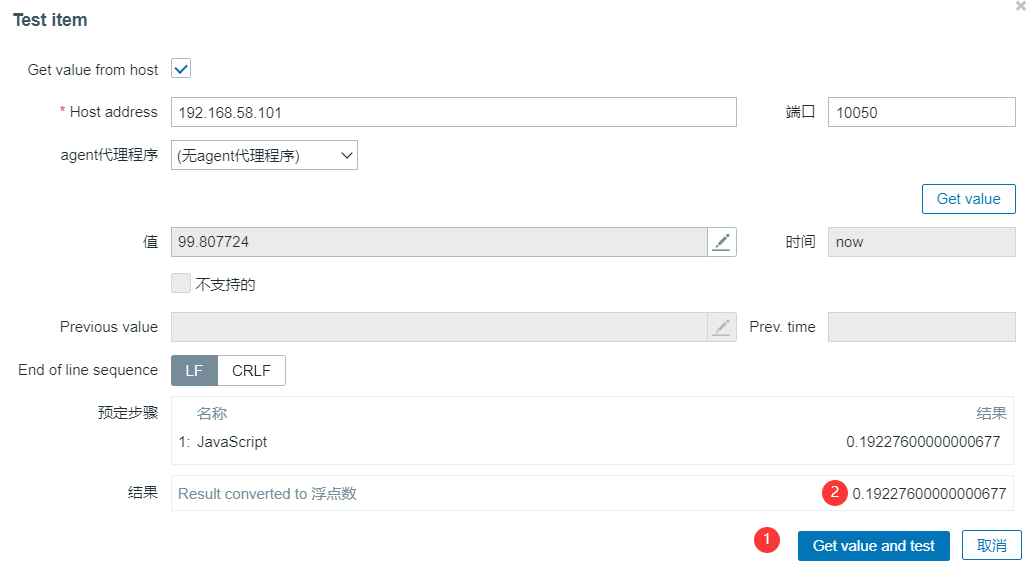 Test item
Get value from host
* Host address 192.168.58.101 端口 10050
agent代理程序 (无agent代理程序)
Get value
值 99.807724 时间 now
不支持的
Previous value Prev. time
End of line sequence LF CRLF
预定步骤 名称 结果
1: JavaScript 0.19227600000000677
结果 Result converted to 浮点数 2 0.19227600000000677
1 Get value and test 取消